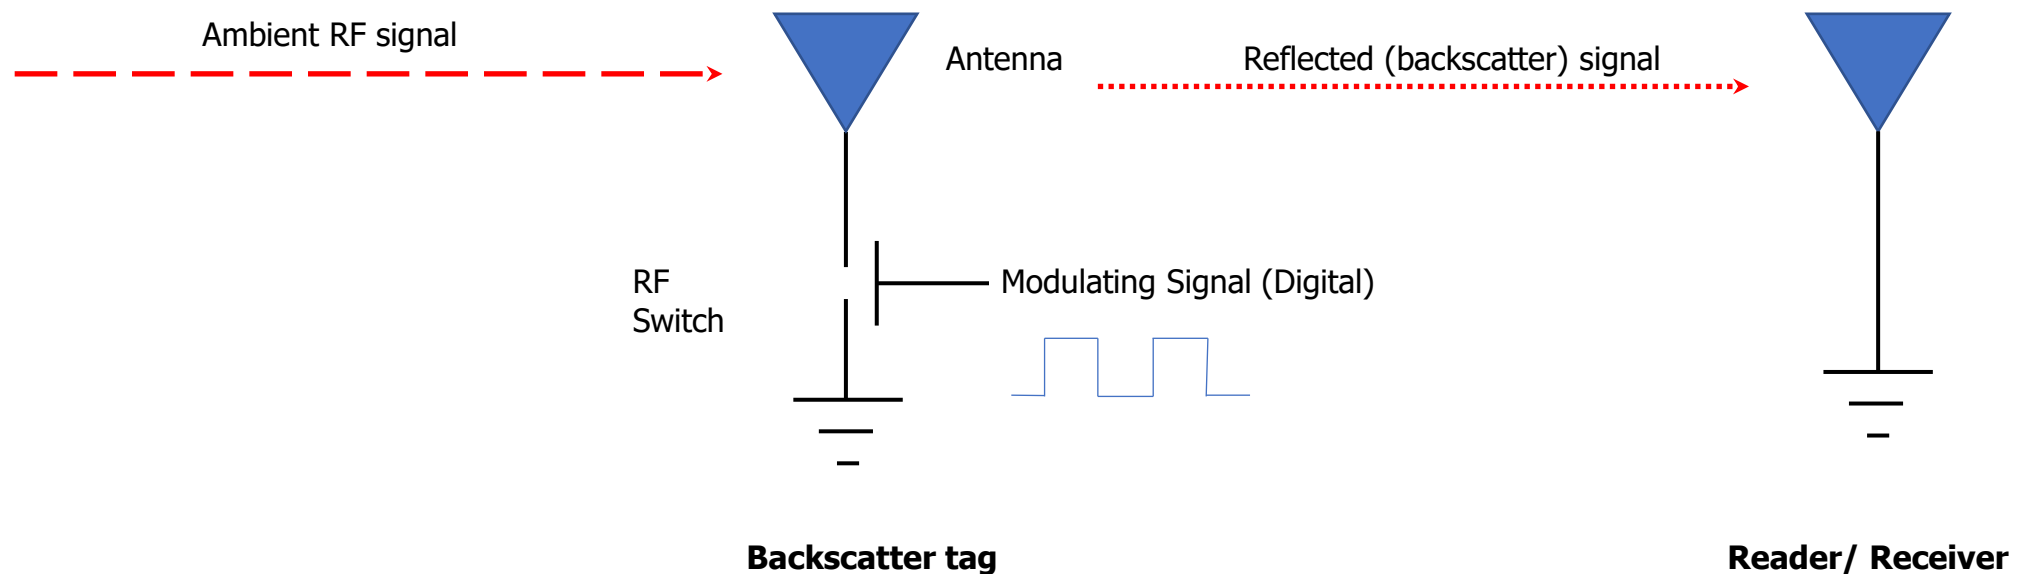 Ambient RF signal
Antenna
Reflected (backscatter) signal
RF
Switch
Modulating Signal (Digital)
Backscatter tag
Reader/ Receiver